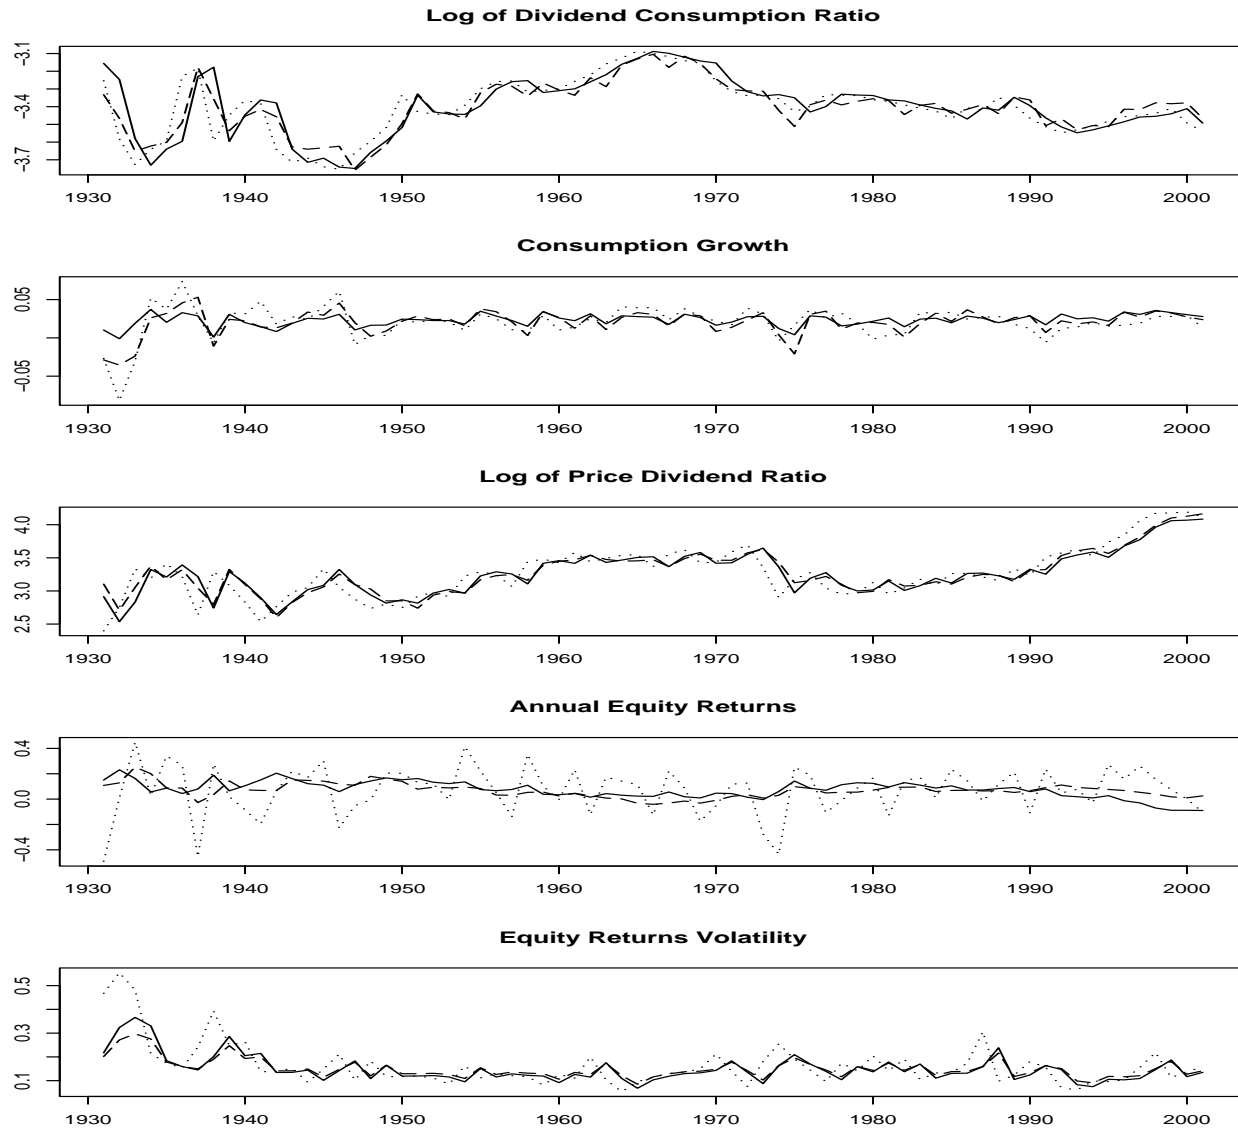 Log of Dividend Consumption Ratio
-3.1
-3.4
-3.7
1930 1940 1950 1960 1970 1980 1990 2000
Consumption Growth
0.05
-0.05
1930 1940 1950 1960 1970 1980 1990 2000
Log of Price Dividend Ratio
4.0
3.5
3.0
2.5
1930 1940 1950 1960 1970 1980 1990 2000
Annual Equity Returns
0.4
0.0
-0.4
1930 1940 1950 1960 1970 1980 1990 2000
Equity Returns Volatility
0.5
0.3
0.1
1930 1940 1950 1960 1970 1980 1990 2000